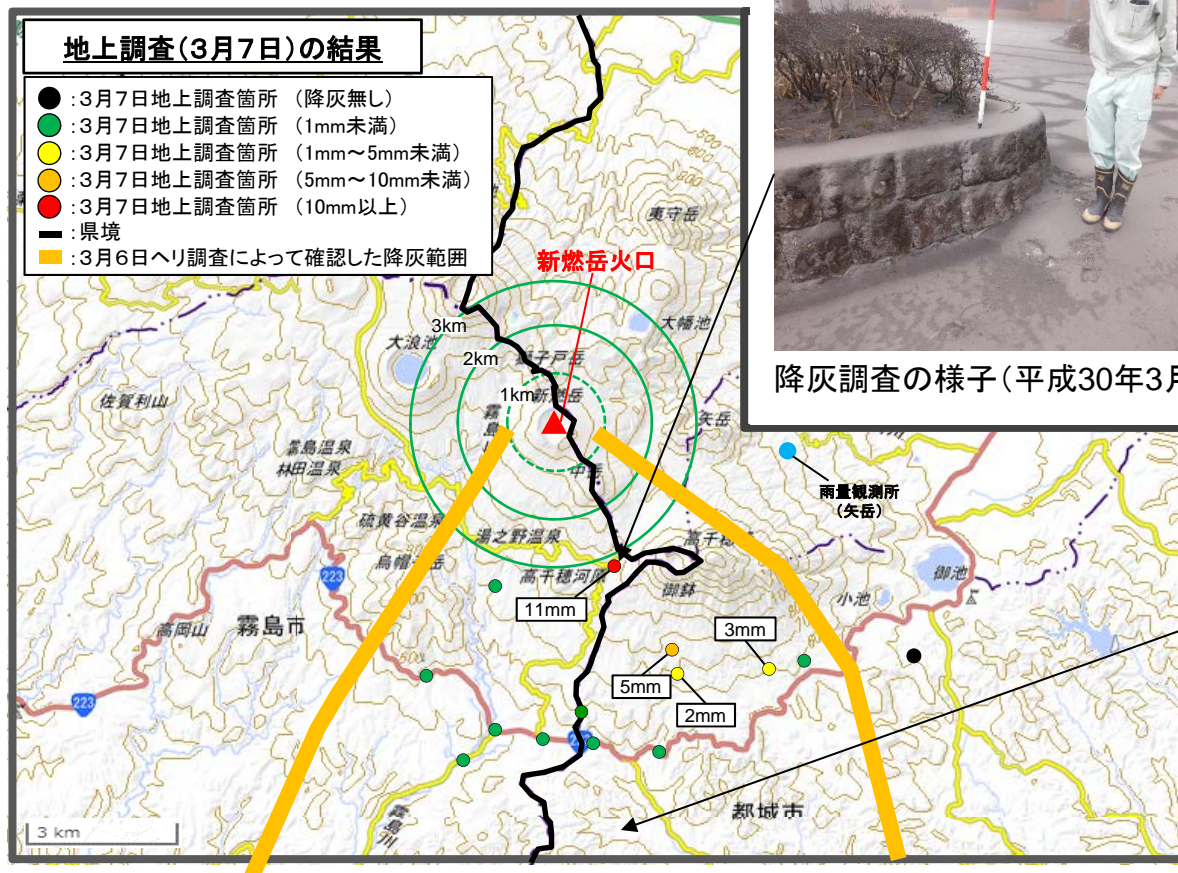 地上調査(3月7日)の結果
:3月7日地上調査箇所 (降灰無し)
:3月7日地上調査箇所 (1mm未満)
:3月7日地上調査箇所 (1mm～5mm未満)
:3月7日地上調査箇所 (5mm～10mm未満)
:3月7日地上調査箇所 (10mm以上)
:県境
:3月6日ヘリ調査によって確認した降灰範囲
降灰調査の様子(平成30年3月
500
600
800
夷守岳
新燃岳火口
3km
大幡池
大浪池
2km
子戸岳
1km
新燃岳
佐賀利山
霧島
矢岳
霧島温泉
林田温泉
中岳
雨量観測所
(矢岳)
硫黄谷温泉
湯之野温泉
高千穂
烏帽子岳
223
高千穂河原
御鉢
御池
小池
11mm
高岡山
霧島市
3mm
5mm
2mm
223
600
霧島川
都城市
3 km